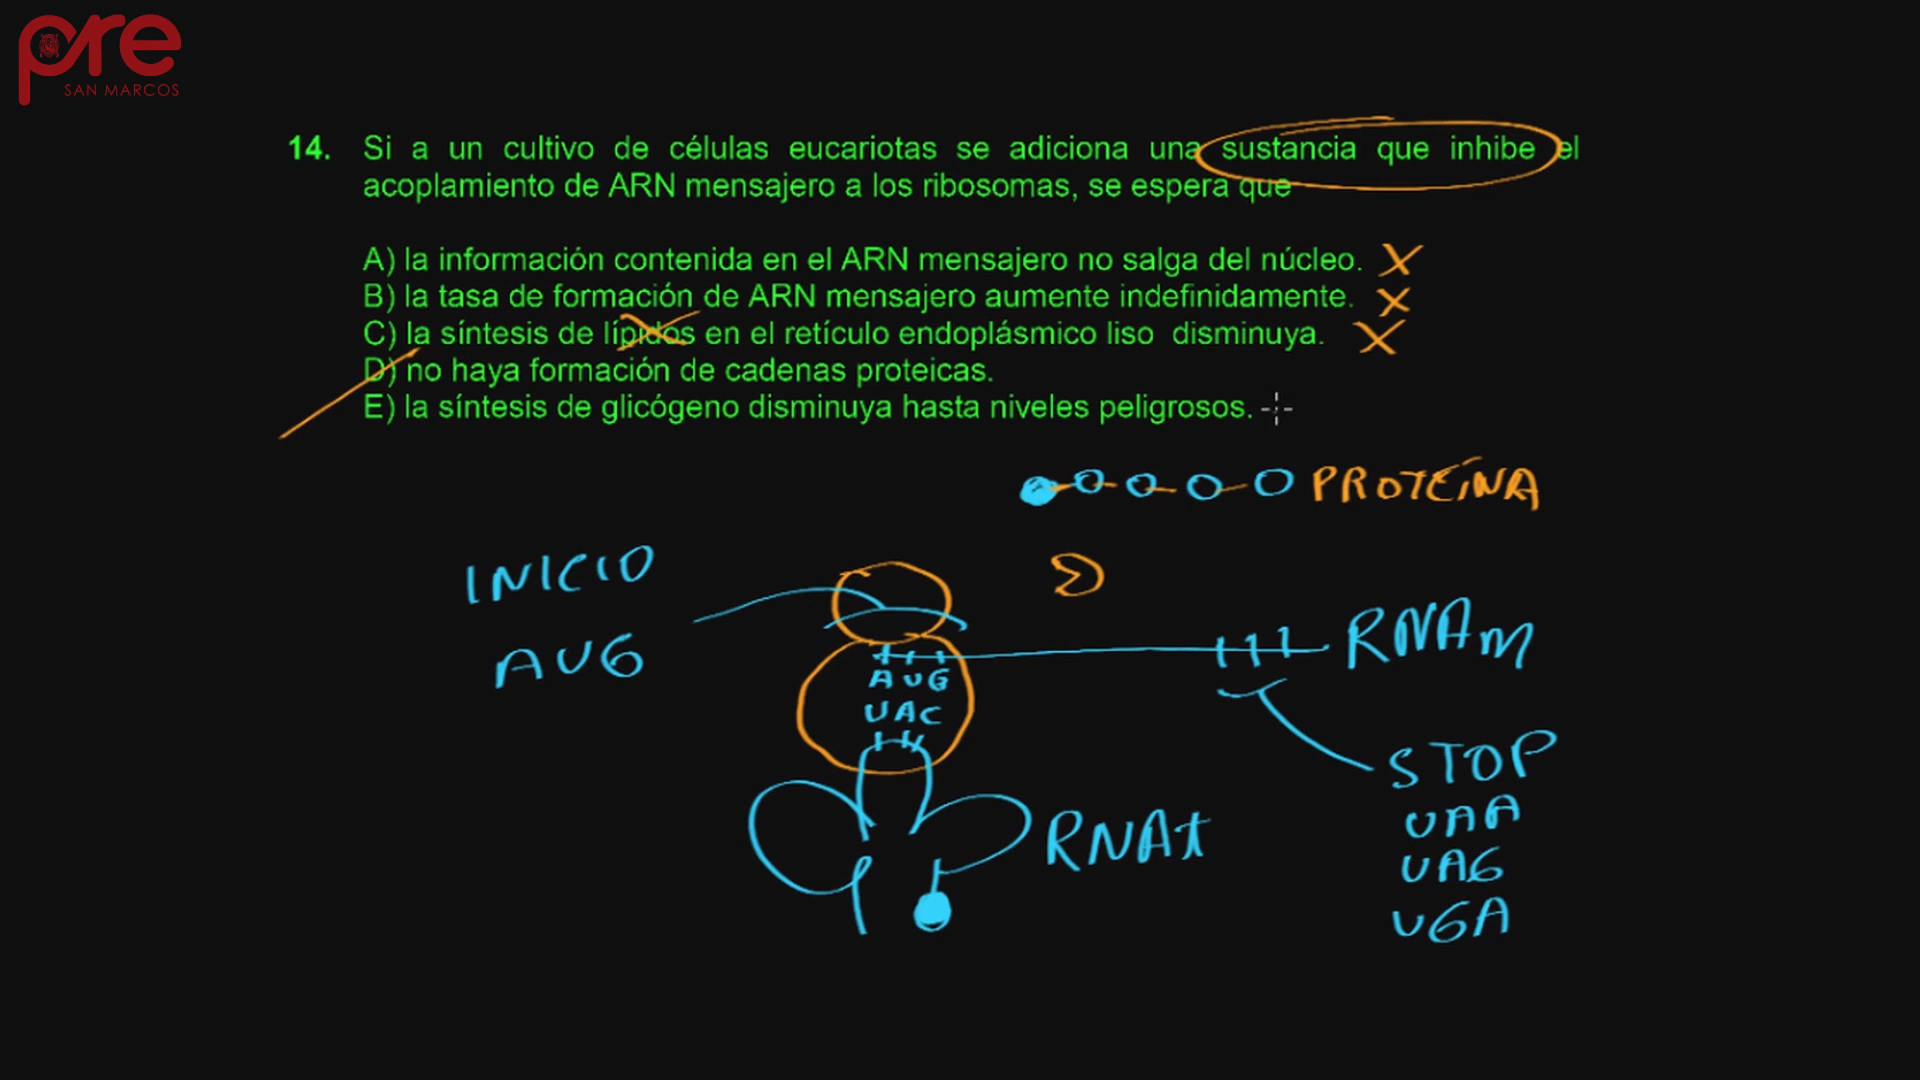 pre
SAN MARCOS
14. Si a un cultivo de células eucariotas se adiciona una sustancia que inhibe el
acoplamiento de ARN mensajero a los ribosomas, se espera que
A) la información contenida en el ARN mensajero no salga del núcleo.
B) la tasa de formación de ARN mensajero aumente indefinidamente.
C) la síntesis de lípidos en el retículo endoplásmico liso disminuya.
D) no haya formación de cadenas proteicas.
E) la síntesis de glicógeno disminuya hasta niveles peligrosos.
PROTEÍNA
INICIO
AUG
RNAm
AUG
UAC
STOP
UAA
UAG
UGA
RNAt